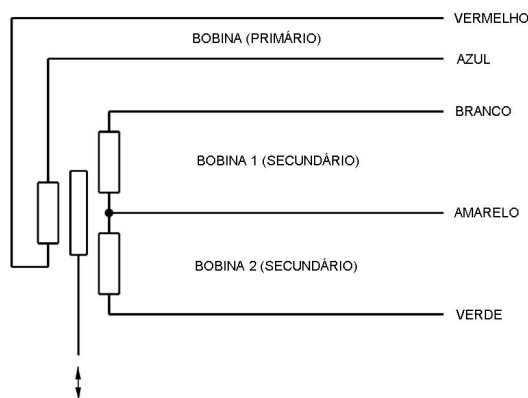 VERMELHO
BOBINA (PRIMÁRIO)
AZUL
BRANCO
BOBINA 1 (SECUNDÁRIO)
AMARELO
BOBINA 2 (SECUNDÁRIO)
VERDE